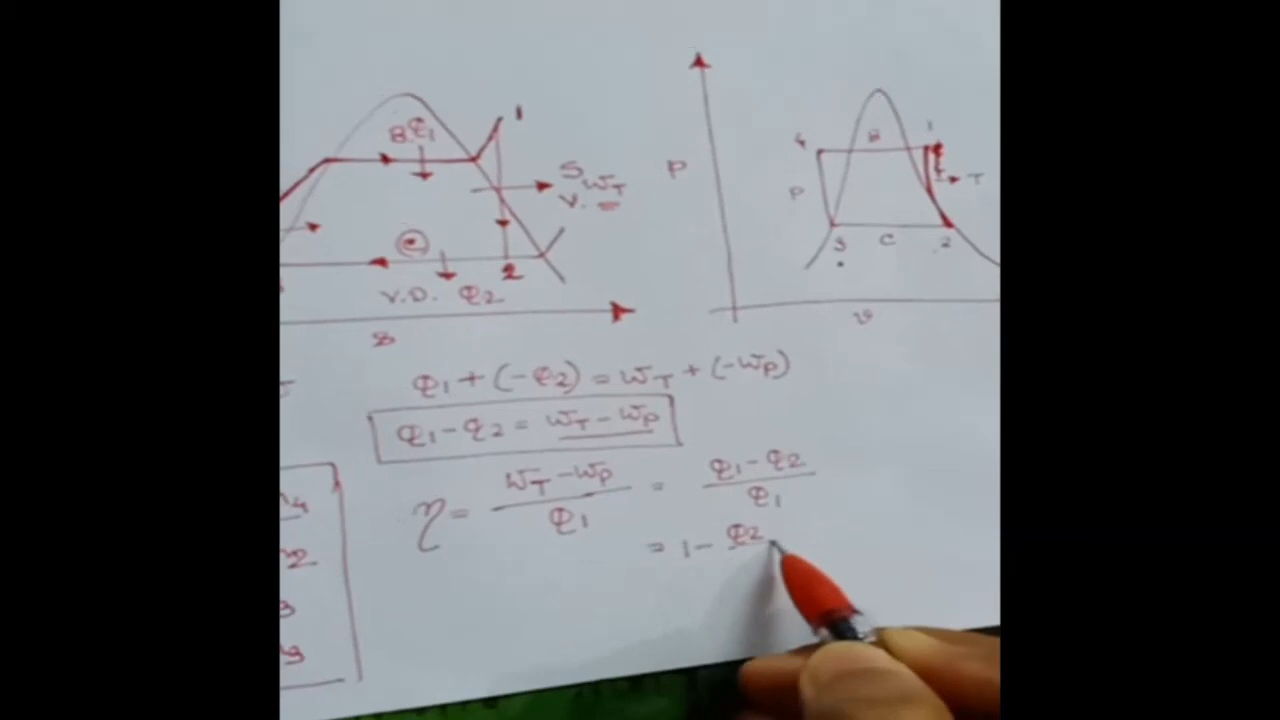 B Q1
1
S
WT
V.
C
2
V.D. Q2
s
P
4
B
1
P
T
3
C
2
v
Q1 + (-Q2) = WT + (-WP)
Q1 - Q2 = WT - WP
η = WT - WP / Q1 = Q1 - Q2 / Q1
= 1 - Q2